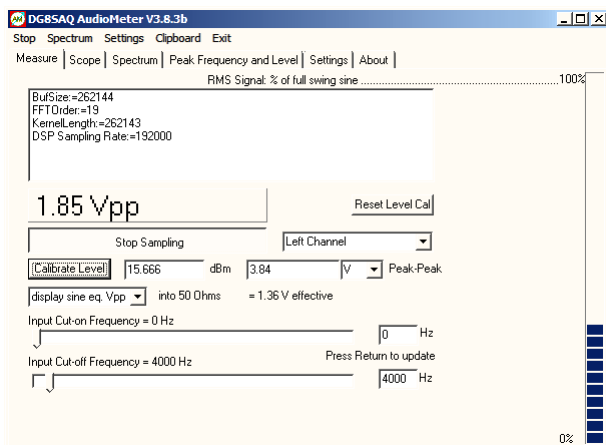 AM DG8SAQ AudioMeter V3.8.3b
Stop Spectrum Settings Clipboard Exit
Measure Scope Spectrum Peak Frequency and Level Settings About
RMS Signal: % of full swing sine ........................................................100%
BufSize:=262144
FFTOrder:=19
KernelLength:=262143
DSP Sampling Rate:=192000
1.85 Vpp
Reset Level Cal
Stop Sampling Left Channel
Calibrate Level 15.666 dBm 3.84 V Peak-Peak
display sine eq. Vpp into 50 Ohms = 1.36 V effective
Input Cut-on Frequency = 0 Hz
0 Hz
Input Cut-off Frequency = 4000 Hz Press Return to update
4000 Hz
0%